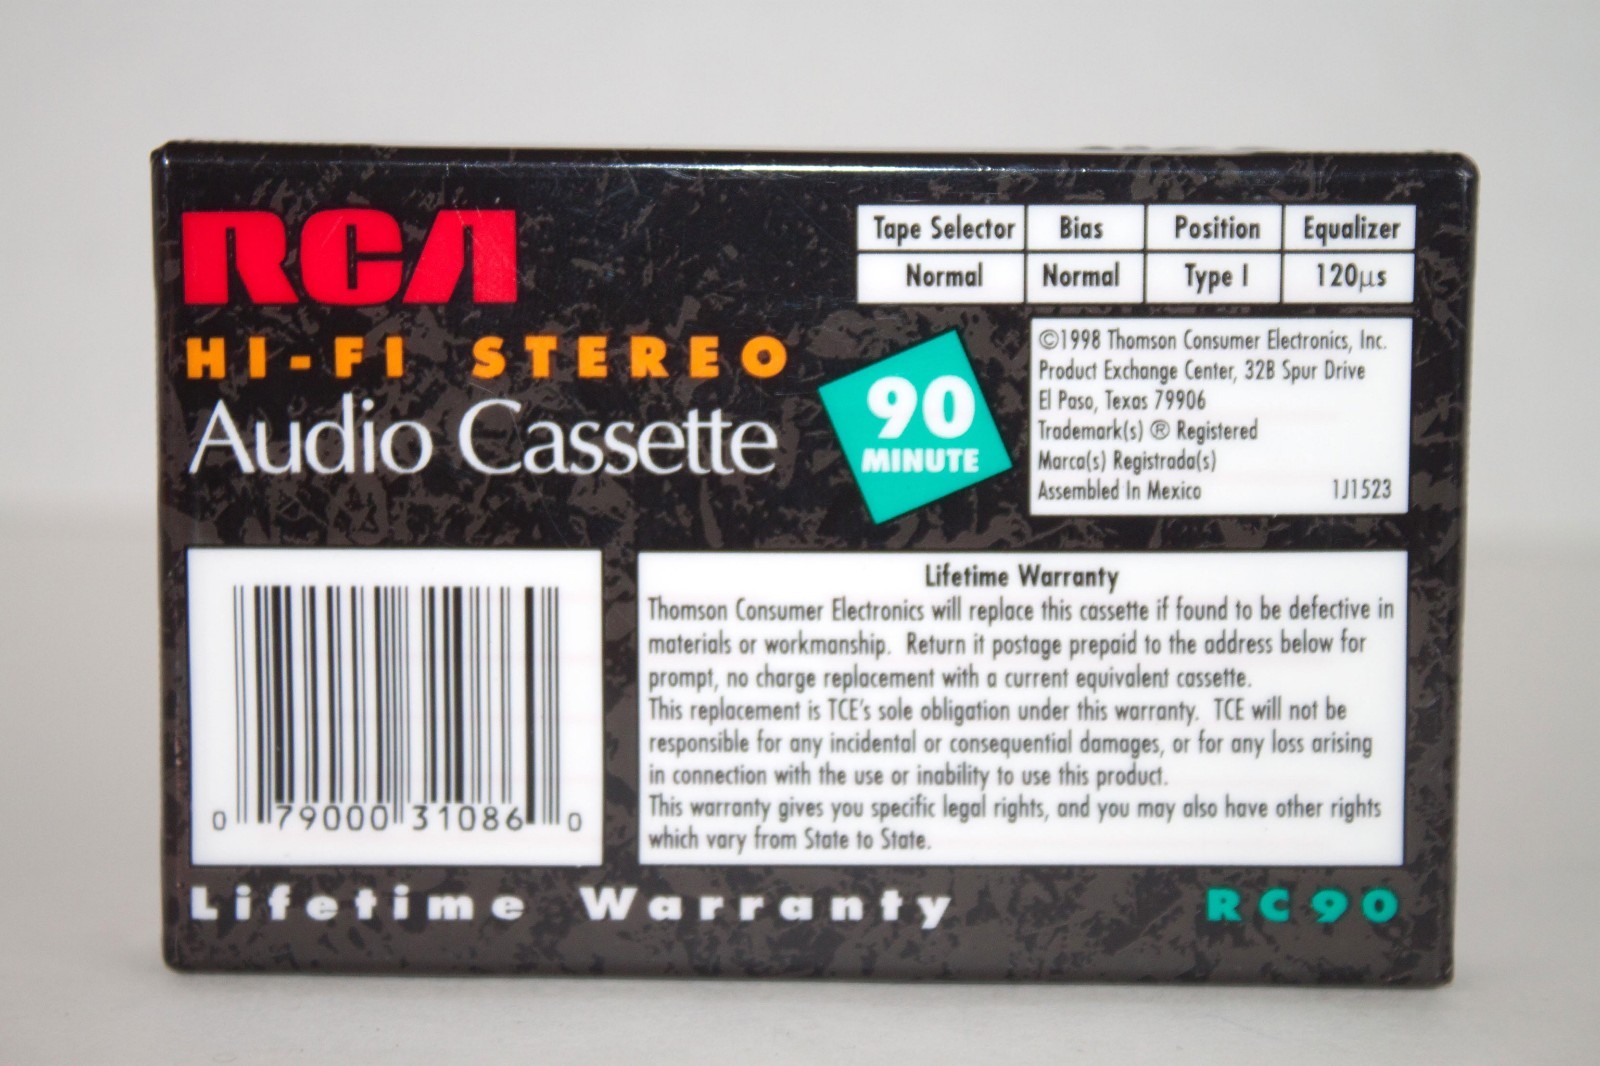 RCA
HI-FI STEREO
Audio Cassette
90
MINUTE
Tape Selector Bias Position Equalizer
Normal Normal Type I 120µs
©1998 Thomson Consumer Electronics, Inc.
Product Exchange Center, 32B Spur Drive
El Paso, Texas 79906
Trademark(s) ® Registered
Marca(s) Registrada(s)
Assembled In Mexico 1J1523
0 79000 31086 0
Lifetime Warranty
Thomson Consumer Electronics will replace this cassette if found to be defective in
materials or workmanship. Return it postage prepaid to the address below for
prompt, no charge replacement with a current equivalent cassette.
This replacement is TCE's sole obligation under this warranty. TCE will not be
responsible for any incidental or consequential damages, or for any loss arising
in connection with the use or inability to use this product.
This warranty gives you specific legal rights, and you may also have other rights
which vary from State to State.
Lifetime Warranty
RC90